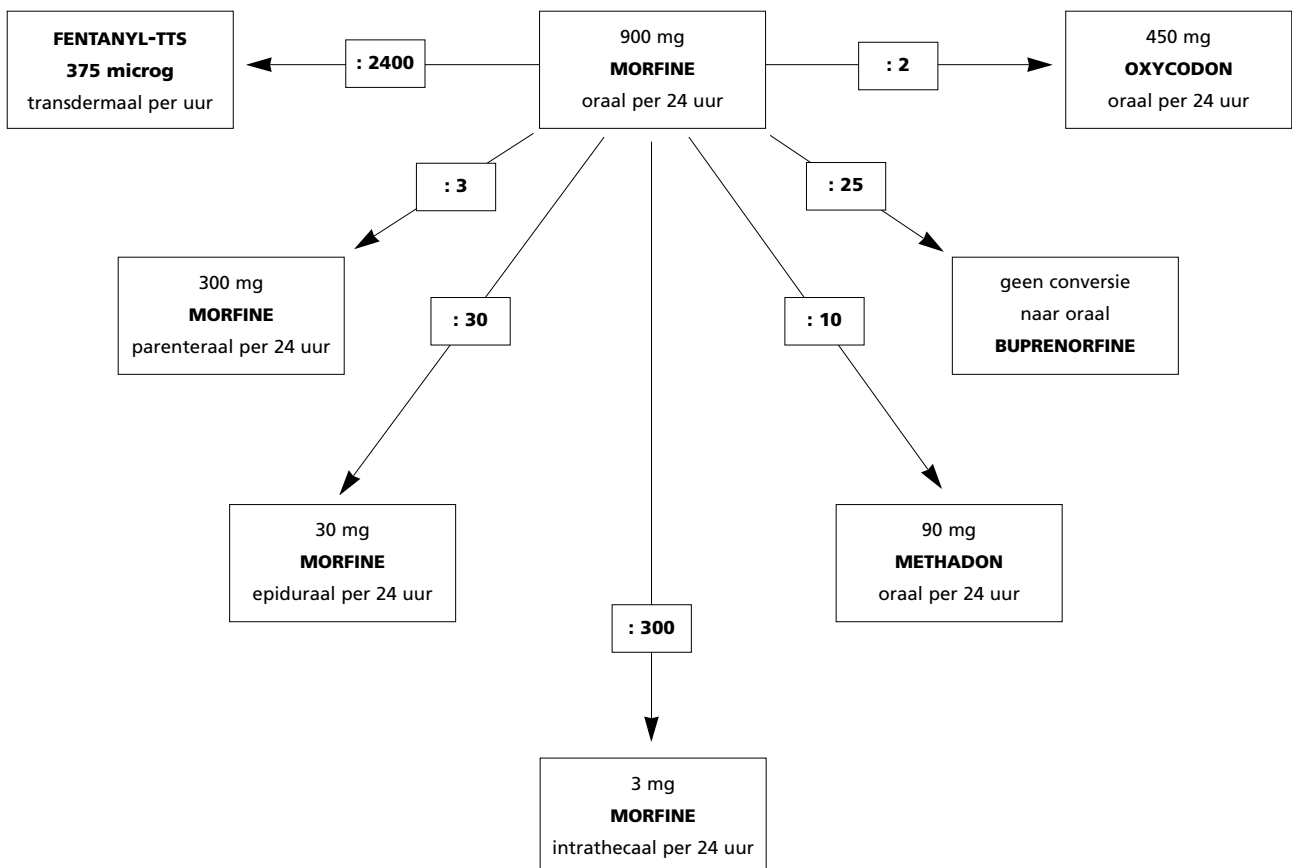 FENTANYL-TTS
375 microg
transdermaal per uur
: 2400
900 mg
MORFINE
oraal per 24 uur
: 2
450 mg
OXYCODON
oraal per 24 uur
: 3
: 25
300 mg
MORFINE
parenteraal per 24 uur
: 30
: 10
geen conversie
naar oraal
BUPRENORFINE
30 mg
MORFINE
epiduraal per 24 uur
90 mg
METHADON
oraal per 24 uur
: 300
3 mg
MORFINE
intrathecaal per 24 uur